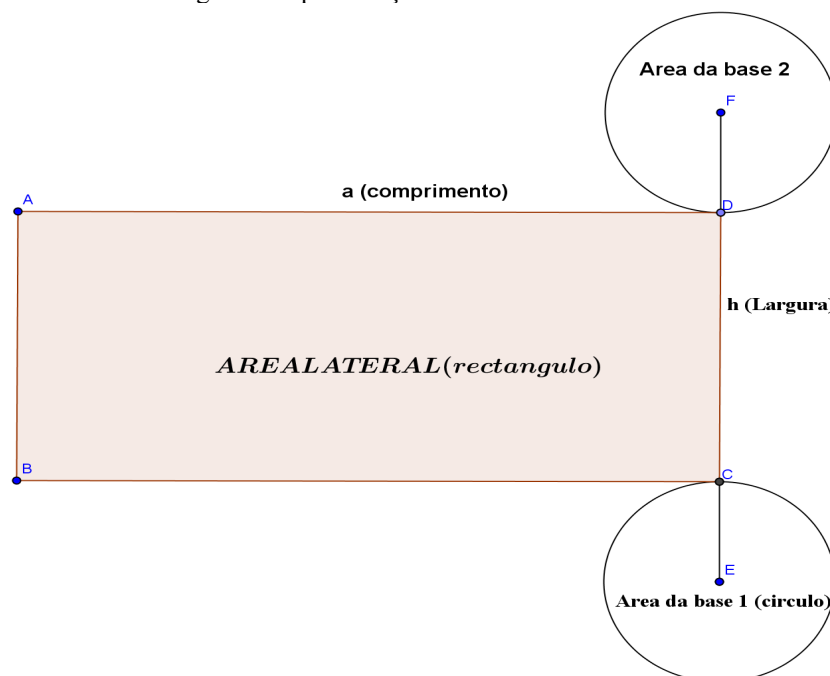 Area da base 2
F
a (comprimento)
A
D
h (Largura)
AREALATERAL(rectangulo)
B
C
E
Area da base 1 (circulo)